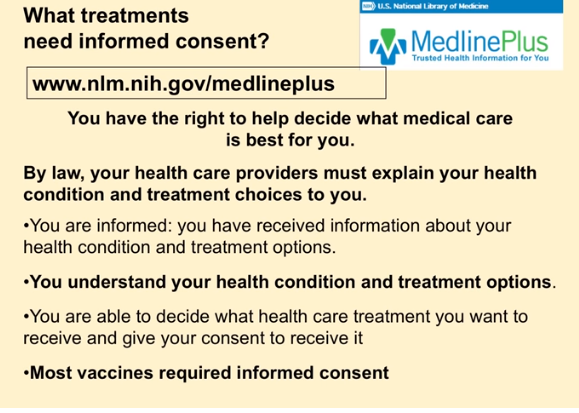 What treatments
need informed consent?
NIH U.S. National Library of Medicine
MedlinePlus
Trusted Health Information for You
www.nlm.nih.gov/medlineplus
You have the right to help decide what medical care
is best for you.
By law, your health care providers must explain your health
condition and treatment choices to you.
•You are informed: you have received information about your
health condition and treatment options.
•You understand your health condition and treatment options.
•You are able to decide what health care treatment you want to
receive and give your consent to receive it
•Most vaccines required informed consent